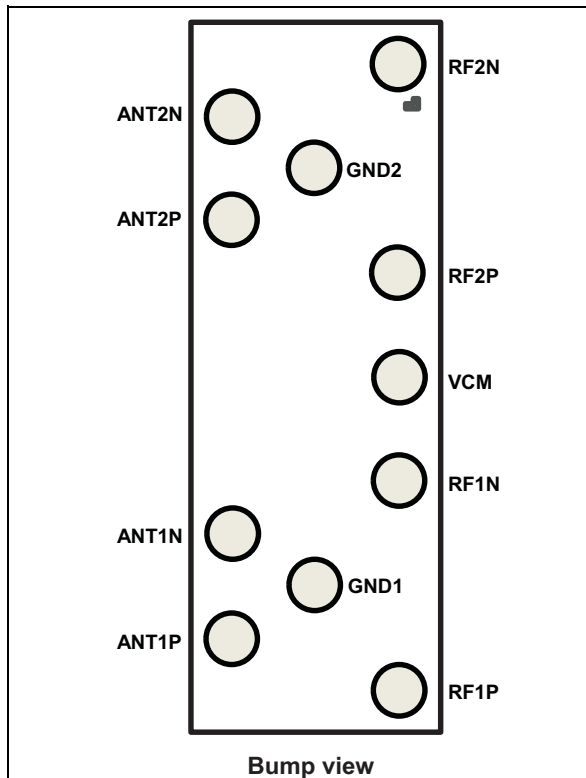 RF2N
ANT2N
GND2
ANT2P
RF2P
VCM
RF1N
ANT1N
GND1
ANT1P
RF1P
Bump view